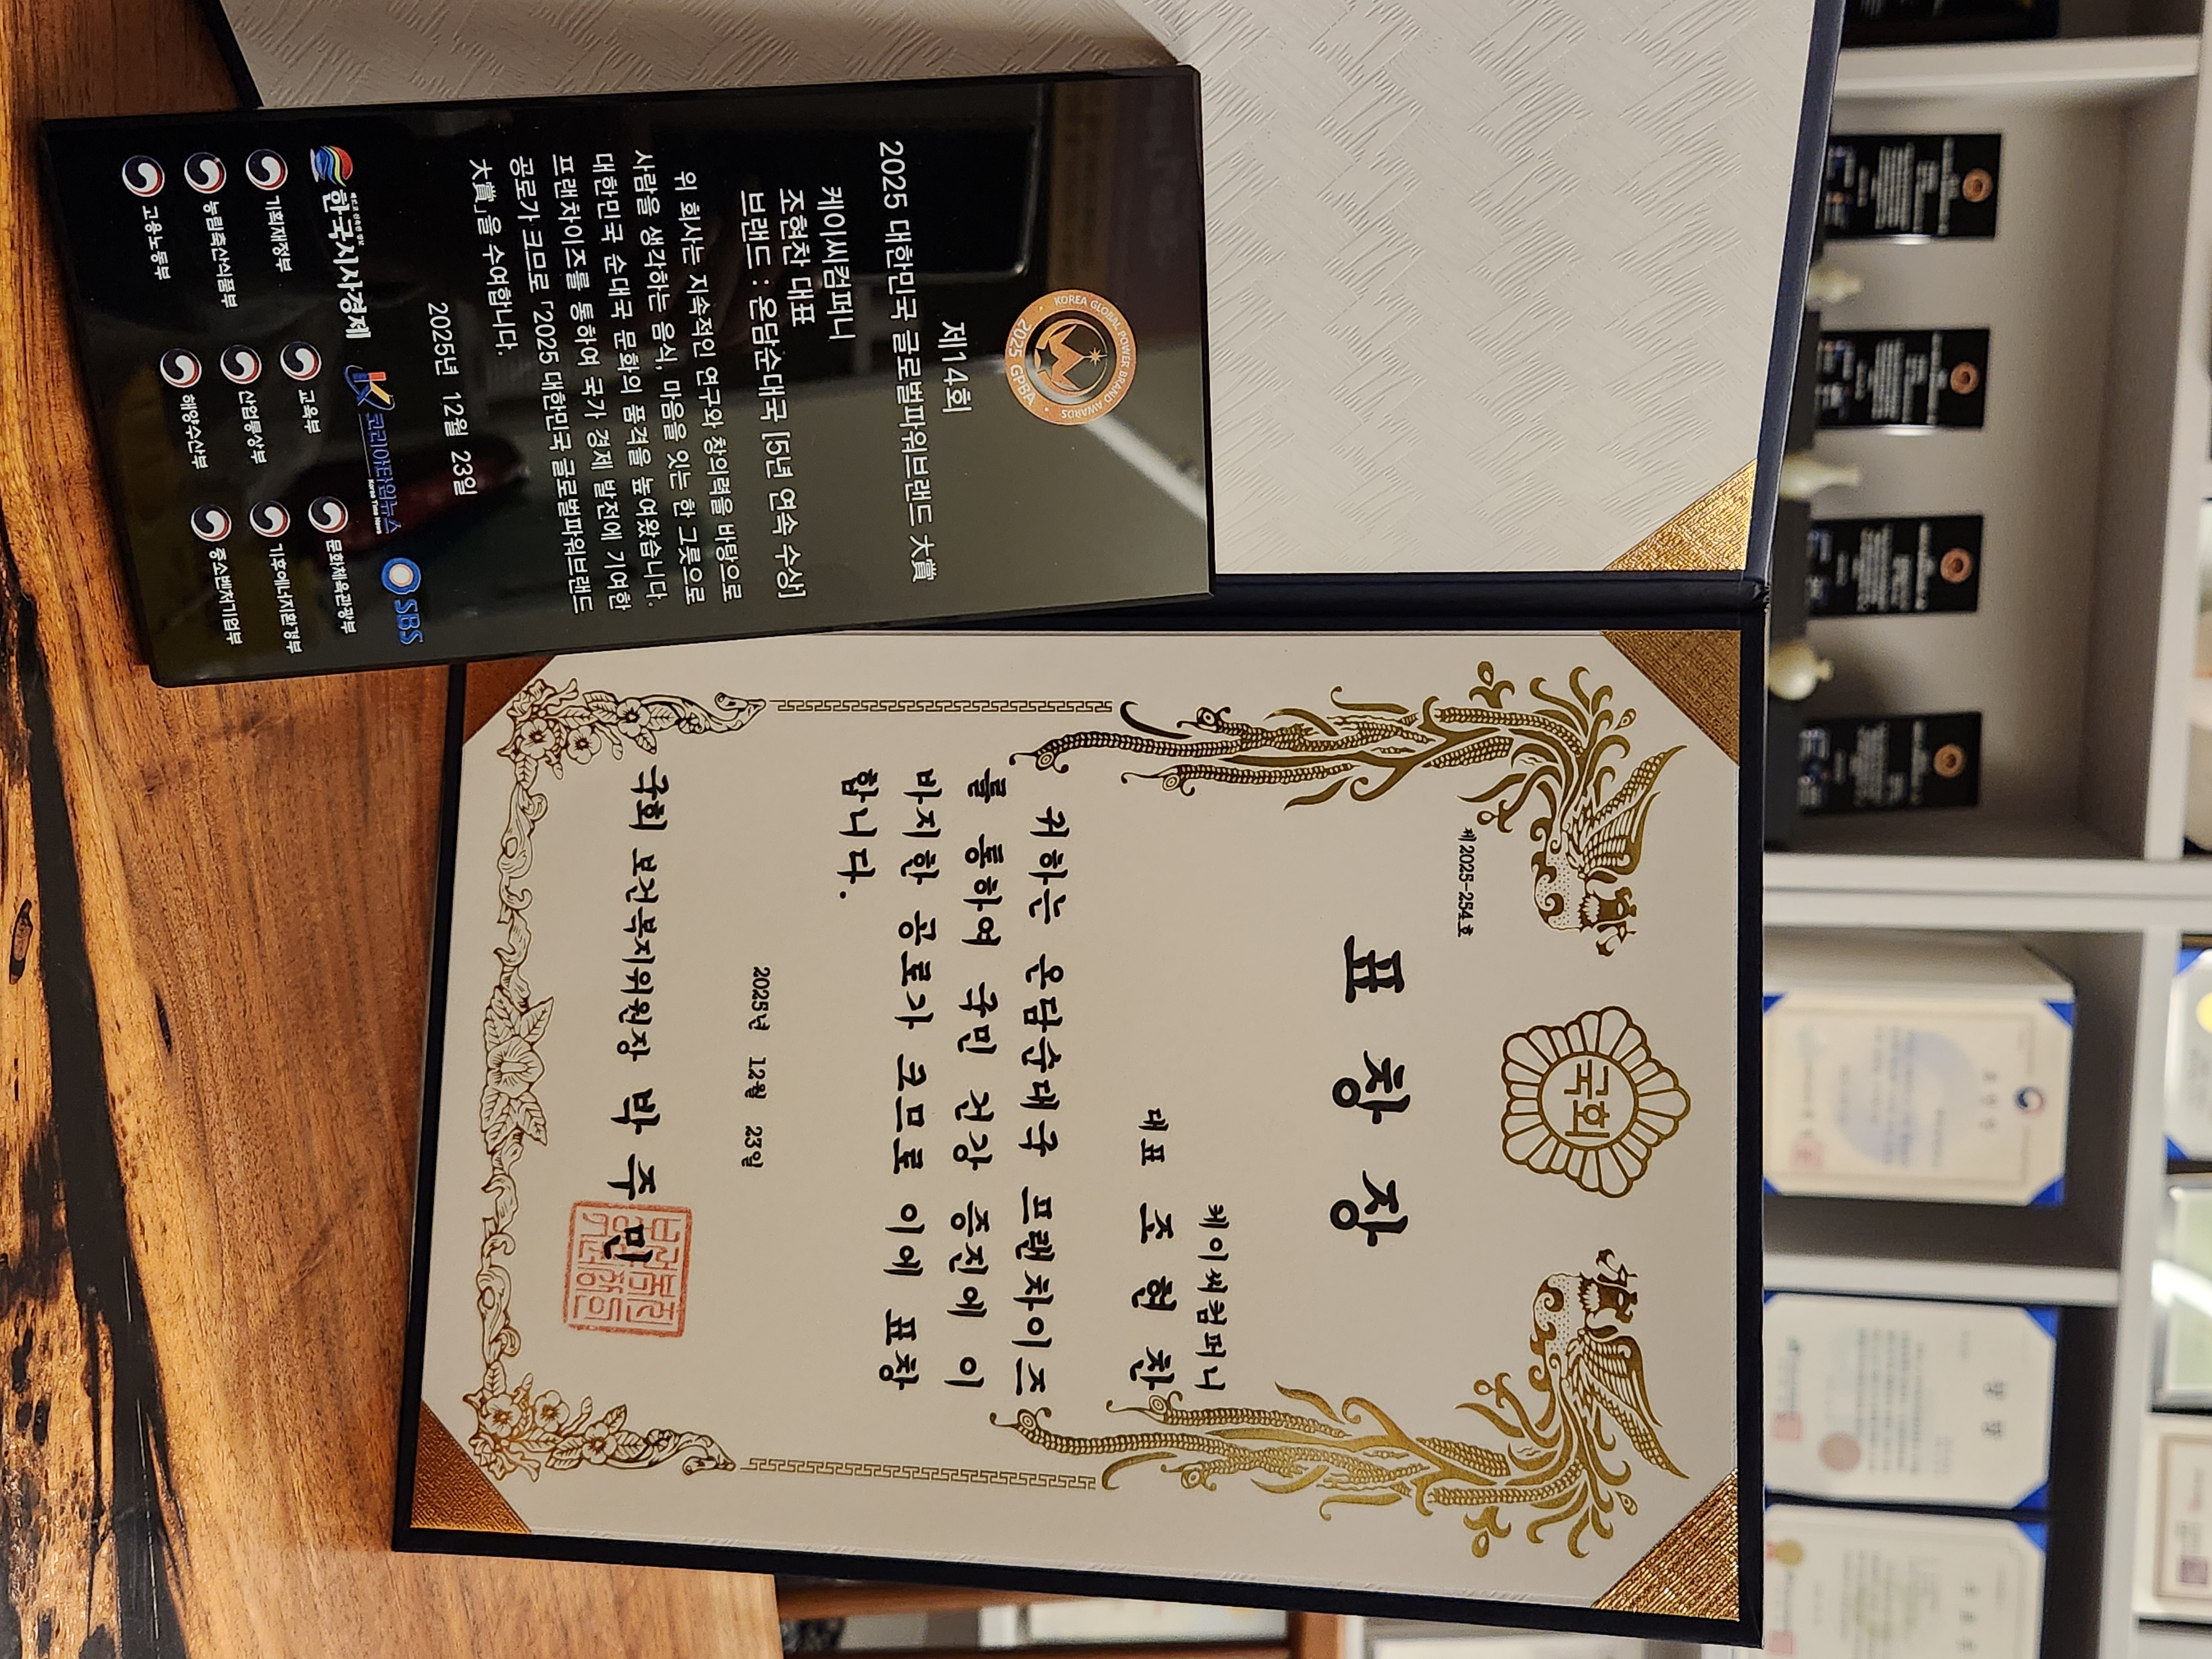 KOREA GLOBAL POWER BRAND AWARDS
2025 GPBA
제14회
2025 대한민국 글로벌파워브랜드 大賞
케이씨컴퍼니
조현찬 대표
브랜드 : 온담순대국 [5년 연속 수상]
위 회사는 지속적인 연구와 창의력을 바탕으로
사람을 생각하는 음식, 마음을 잇는 한 그릇으로
대한민국 순대국 문화의 품격을 높여왔습니다.
프랜차이즈를 통하여 국가 경제 발전에 기여한
공로가 크므로 「2025 대한민국 글로벌파워브랜드
大賞」을 수여합니다.
2025년 12월 23일
한국시사경제
코리아타임뉴스
Korea Time News
SBS
기획재정부 교육부 문화체육관광부
농림축산식품부 산업통상부 기후에너지환경부
고용노동부 해양수산부 중소벤처기업부
제 2025-254호
국회
표 창 장
케이씨컴퍼니
대표 조 현 찬
귀하는 온담순대국 프랜차이즈
를 통하여 국민 건강 증진에 이
바지한 공로가 크므로 이에 표창
합니다.
2025년 12월 23일
국회 보건복지위원장 박 주 민